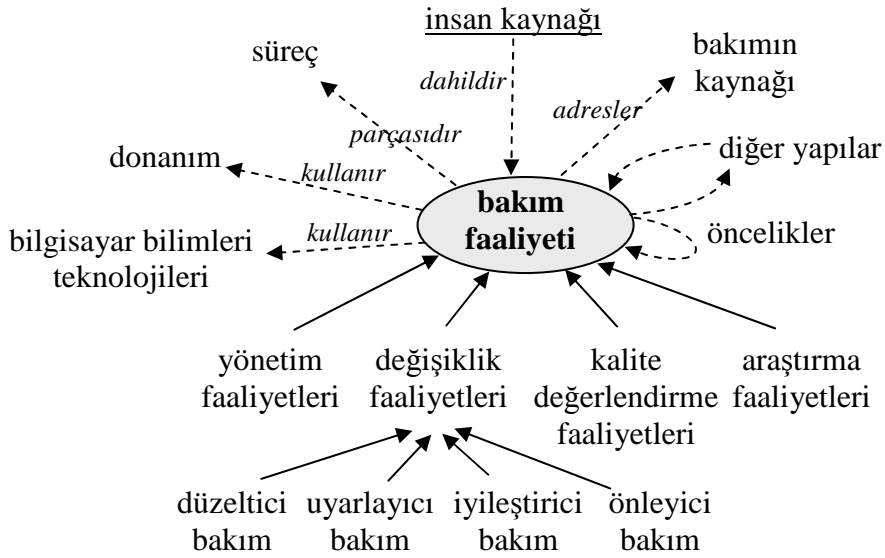 insan kaynağı
süreç
bakımın
kaynağı
dahildir
adresler
parçasıdır
donanım
kullanır
diğer yapılar
bakım
faaliyeti
öncelikler
bilgisayar bilimleri
teknolojileri
kullanır
yönetim
faaliyetleri
değişiklik
faaliyetleri
kalite
değerlendirme
faaliyetleri
araştırma
faaliyetleri
düzeltici
bakım
uyarlayıcı
bakım
iyileştirici
bakım
önleyici
bakım